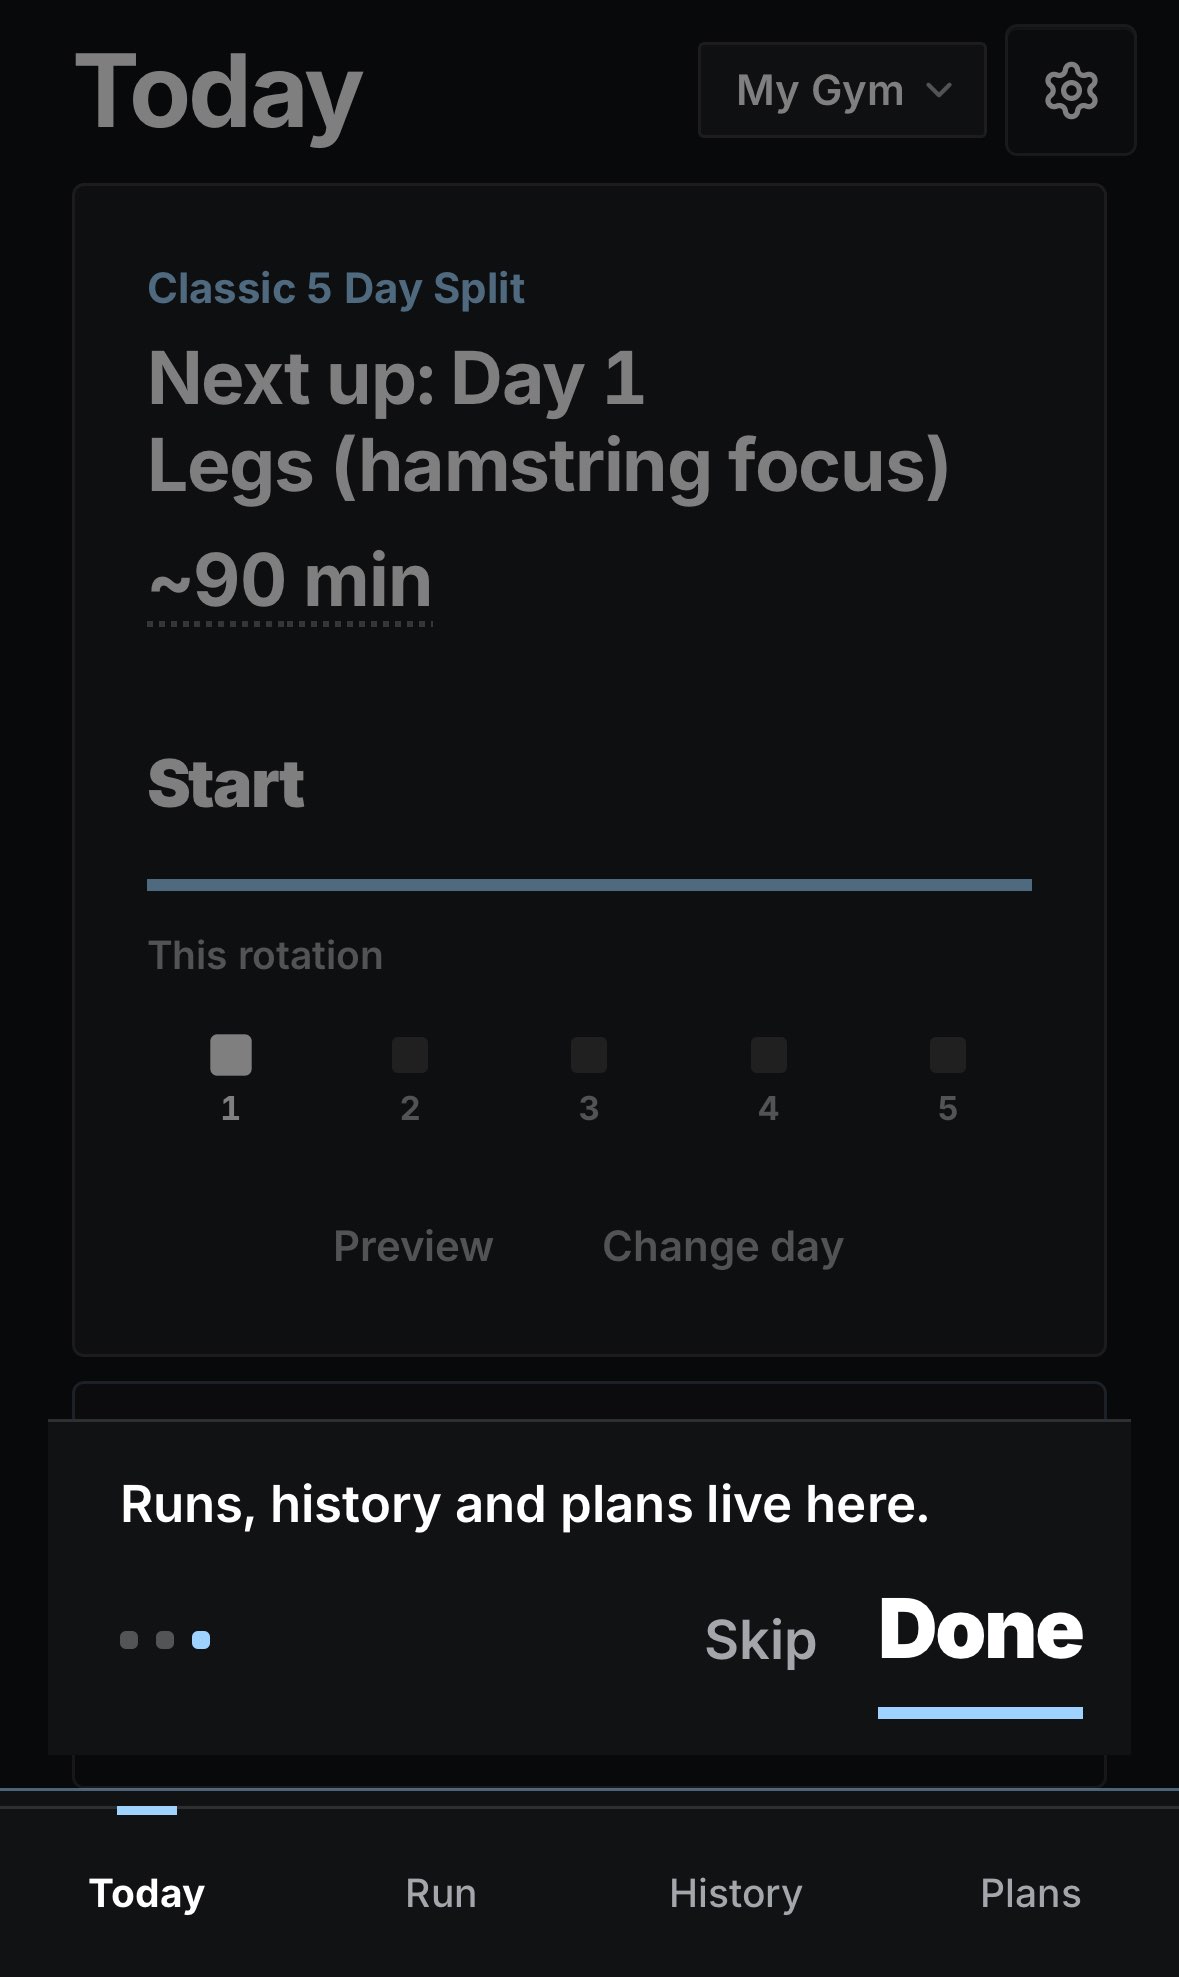 Today
My Gym
Classic 5 Day Split
Next up: Day 1
Legs (hamstring focus)
~90 min
Start
This rotation
1 2 3 4 5
Preview Change day
Runs, history and plans live here.
Skip Done
Today Run History Plans